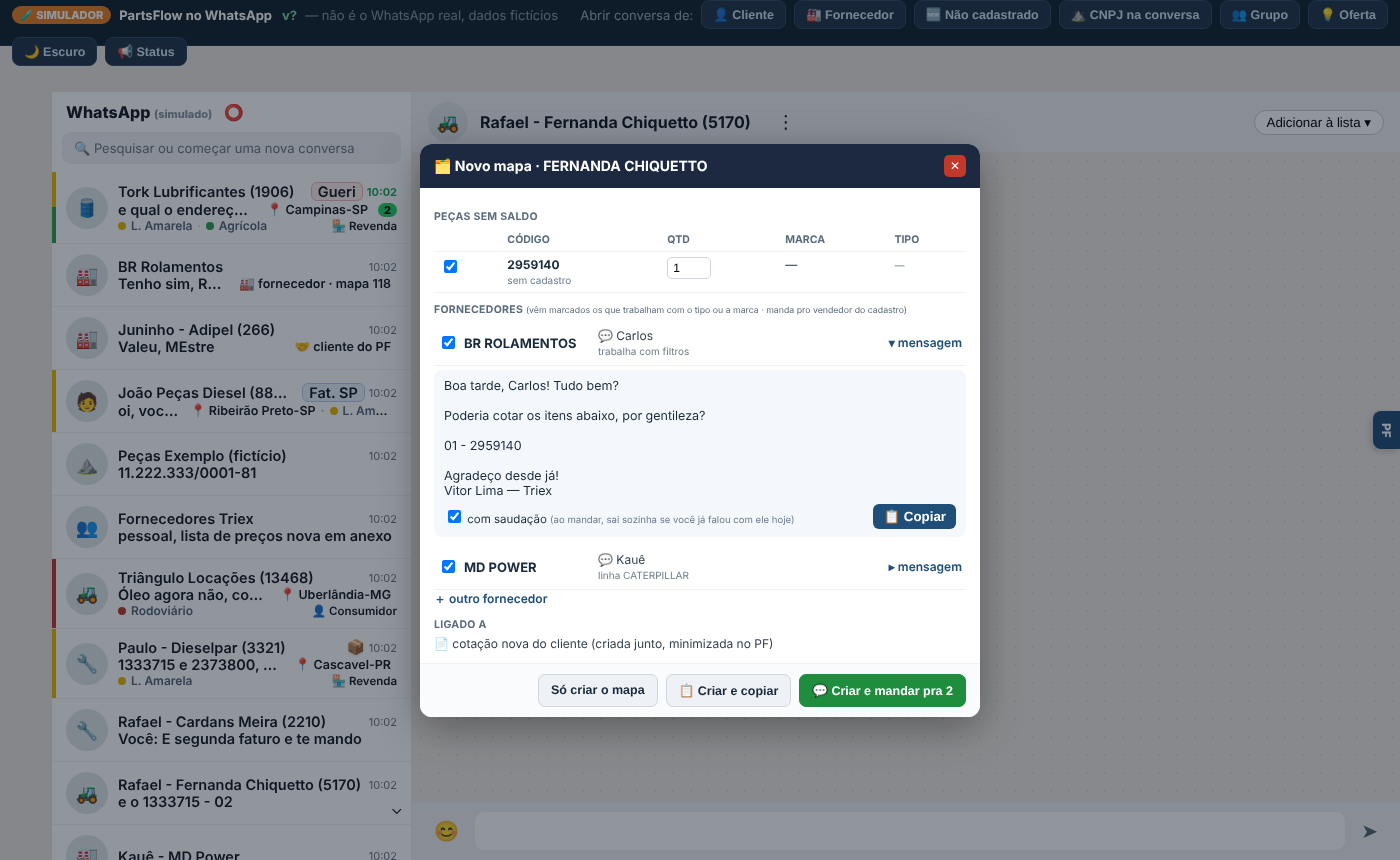 SIMULADOR PartsFlow no WhatsApp v? — não é o WhatsApp real, dados fictícios Abrir conversa de: Cliente Fornecedor Não cadastrado CNPJ na conversa Grupo Oferta
Escuro Status
WhatsApp (simulado)
Pesquisar ou começar uma nova conversa
Tork Lubrificantes (1906) Gueri 10:02
e qual o endereç... Campinas-SP 2
L. Amarela · Agrícola Revenda
BR Rolamentos 10:02
Tenho sim, R... fornecedor · mapa 118
Juninho - Adipel (266) 10:02
Valeu, MEstre cliente do PF
João Peças Diesel (88... Fat. SP 10:02
oi, voc... Ribeirão Preto-SP · L. Am...
Peças Exemplo (fictício) 10:02
11.222.333/0001-81
Fornecedores Triex 10:02
pessoal, lista de preços nova em anexo
Triângulo Locações (13468) 10:02
Óleo agora não, co... Uberlândia-MG
Rodoviário Consumidor
Paulo - Dieselpar (3321) 10:02
1333715 e 2373800, ... Cascavel-PR
L. Amarela Revenda
Rafael - Cardans Meira (2210) 10:02
Você: E segunda faturo e te mando
Rafael - Fernanda Chiquetto (5170) 10:02
e o 1333715 - 02
Kauê - MD Power 10:02
Rafael - Fernanda Chiquetto (5170) ⋮ Adicionar à lista ▾
Novo mapa · FERNANDA CHIQUETTO ×
PEÇAS SEM SALDO
CÓDIGO QTD MARCA TIPO
2959140 1 — —
sem cadastro
FORNECEDORES (vêm marcados os que trabalham com o tipo ou a marca · manda pro vendedor do cadastro)
BR ROLAMENTOS Carlos ▾ mensagem
trabalha com filtros
Boa tarde, Carlos! Tudo bem?
Poderia cotar os itens abaixo, por gentileza?
01 - 2959140
Agradeço desde já!
Vitor Lima — Triex
com saudação (ao mandar, sai sozinha se você já falou com ele hoje) Copiar
MD POWER Kauê ▸ mensagem
linha CATERPILLAR
+ outro fornecedor
LIGADO A
cotação nova do cliente (criada junto, minimizada no PF)
Só criar o mapa Criar e copiar Criar e mandar pra 2
PF